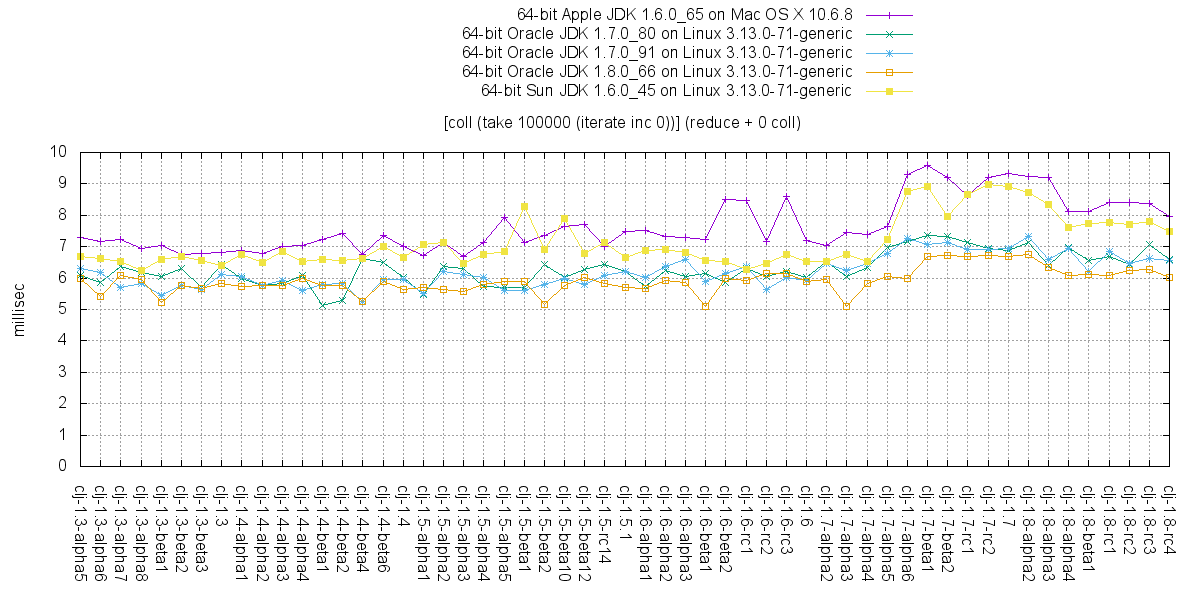 64-bit Apple JDK 1.6.0_65 on Mac OS X 10.6.8
64-bit Oracle JDK 1.7.0_80 on Linux 3.13.0-71-generic
64-bit Oracle JDK 1.7.0_91 on Linux 3.13.0-71-generic
64-bit Oracle JDK 1.8.0_66 on Linux 3.13.0-71-generic
64-bit Sun JDK 1.6.0_45 on Linux 3.13.0-71-generic
[coll (take 100000 (iterate inc 0))] (reduce + 0 coll)
millisec
10
9
8
7
6
5
4
3
2
1
0
clj-1.3-alpha5
clj-1.3-alpha6
clj-1.3-alpha7
clj-1.3-alpha8
clj-1.3-beta1
clj-1.3-beta2
clj-1.3-beta3
clj-1.3
clj-1.4-alpha1
clj-1.4-alpha2
clj-1.4-alpha3
clj-1.4-alpha4
clj-1.4-beta1
clj-1.4-beta2
clj-1.4-beta4
clj-1.4-beta6
clj-1.4
clj-1.5-alpha1
clj-1.5-alpha2
clj-1.5-alpha3
clj-1.5-alpha4
clj-1.5-alpha5
clj-1.5-beta1
clj-1.5-beta2
clj-1.5-beta10
clj-1.5-beta12
clj-1.5-rc14
clj-1.5.1
clj-1.6-alpha1
clj-1.6-alpha2
clj-1.6-alpha3
clj-1.6-beta1
clj-1.6-beta2
clj-1.6-rc1
clj-1.6-rc2
clj-1.6-rc3
clj-1.6
clj-1.7-alpha2
clj-1.7-alpha3
clj-1.7-alpha4
clj-1.7-alpha5
clj-1.7-alpha6
clj-1.7-beta1
clj-1.7-beta2
clj-1.7-rc1
clj-1.7-rc2
clj-1.7
clj-1.8-alpha2
clj-1.8-alpha3
clj-1.8-alpha4
clj-1.8-beta1
clj-1.8-rc1
clj-1.8-rc2
clj-1.8-rc3
clj-1.8-rc4